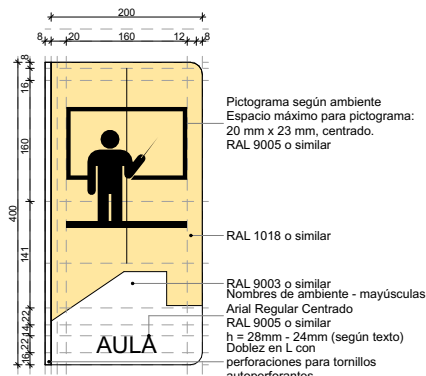 200
8 20 160 12 8
8
16
160
400
141
16 22 14 22
Pictograma según ambiente
Espacio máximo para pictograma:
20 mm x 23 mm, centrado.
RAL 9005 o similar
RAL 1018 o similar
RAL 9003 o similar
Nombres de ambiente - mayúsculas
Arial Regular Centrado
RAL 9005 o similar
h = 28mm - 24mm (según texto)
Doblez en L con
perforaciones para tornillos
autoperforantes
AULA